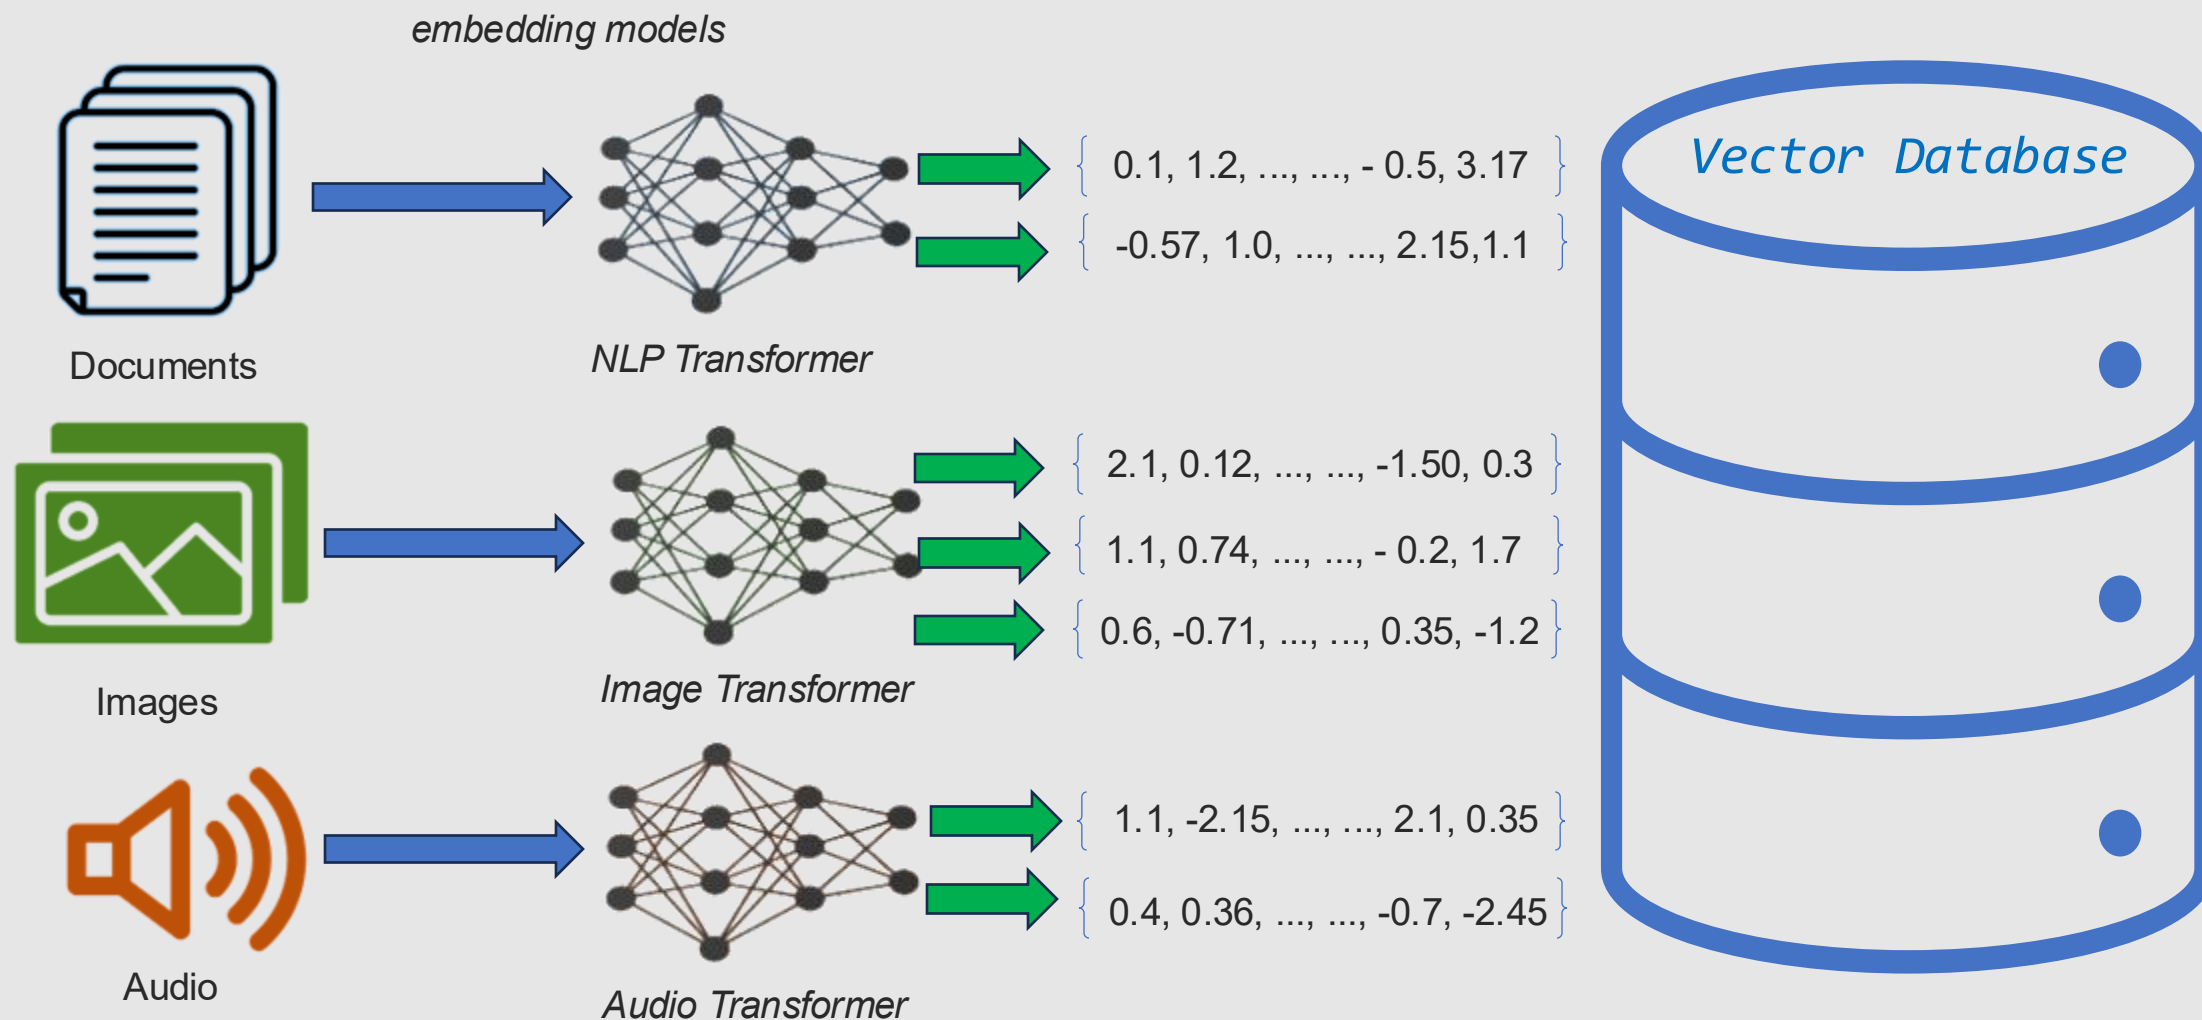 embedding models
Vector Database
{ 0.1, 1.2, ..., ..., - 0.5, 3.17 }
{ -0.57, 1.0, ..., ..., 2.15,1.1 }
Documents
NLP Transformer
{ 2.1, 0.12, ..., ..., -1.50, 0.3 }
{ 1.1, 0.74, ..., ..., - 0.2, 1.7 }
{ 0.6, -0.71, ..., ..., 0.35, -1.2 }
Images
Image Transformer
{ 1.1, -2.15, ..., ..., 2.1, 0.35 }
{ 0.4, 0.36, ..., ..., -0.7, -2.45 }
Audio
Audio Transformer